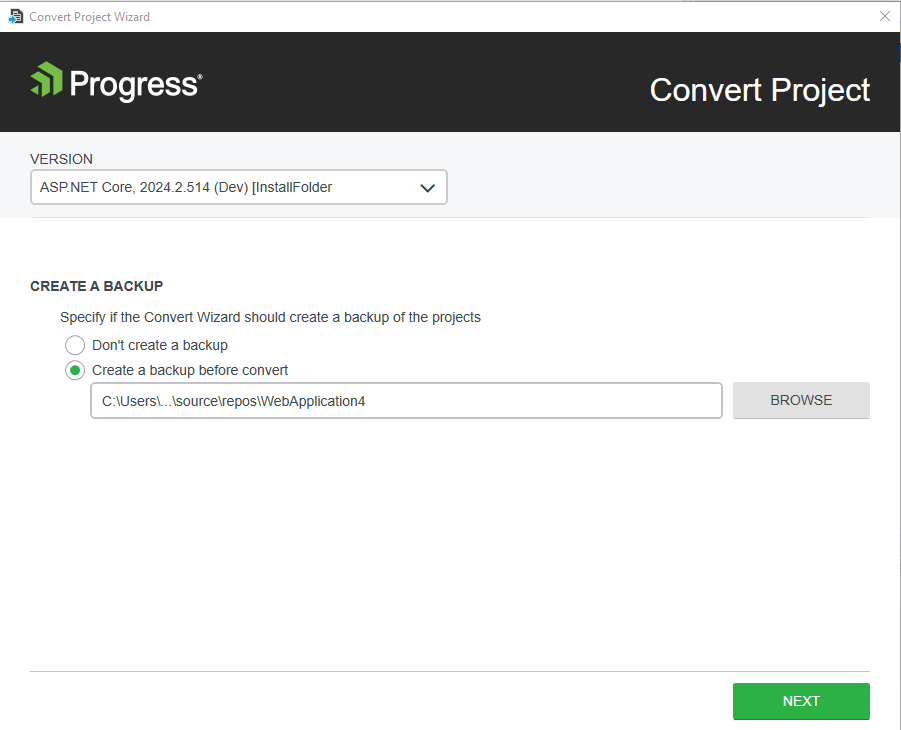 Convert Project Wizard
Progress®
Convert Project
VERSION
ASP.NET Core, 2024.2.514 (Dev) [InstallFolder
CREATE A BACKUP
Specify if the Convert Wizard should create a backup of the projects
Don't create a backup
Create a backup before convert
C:\Users\...\source\repos\WebApplication4
BROWSE
NEXT